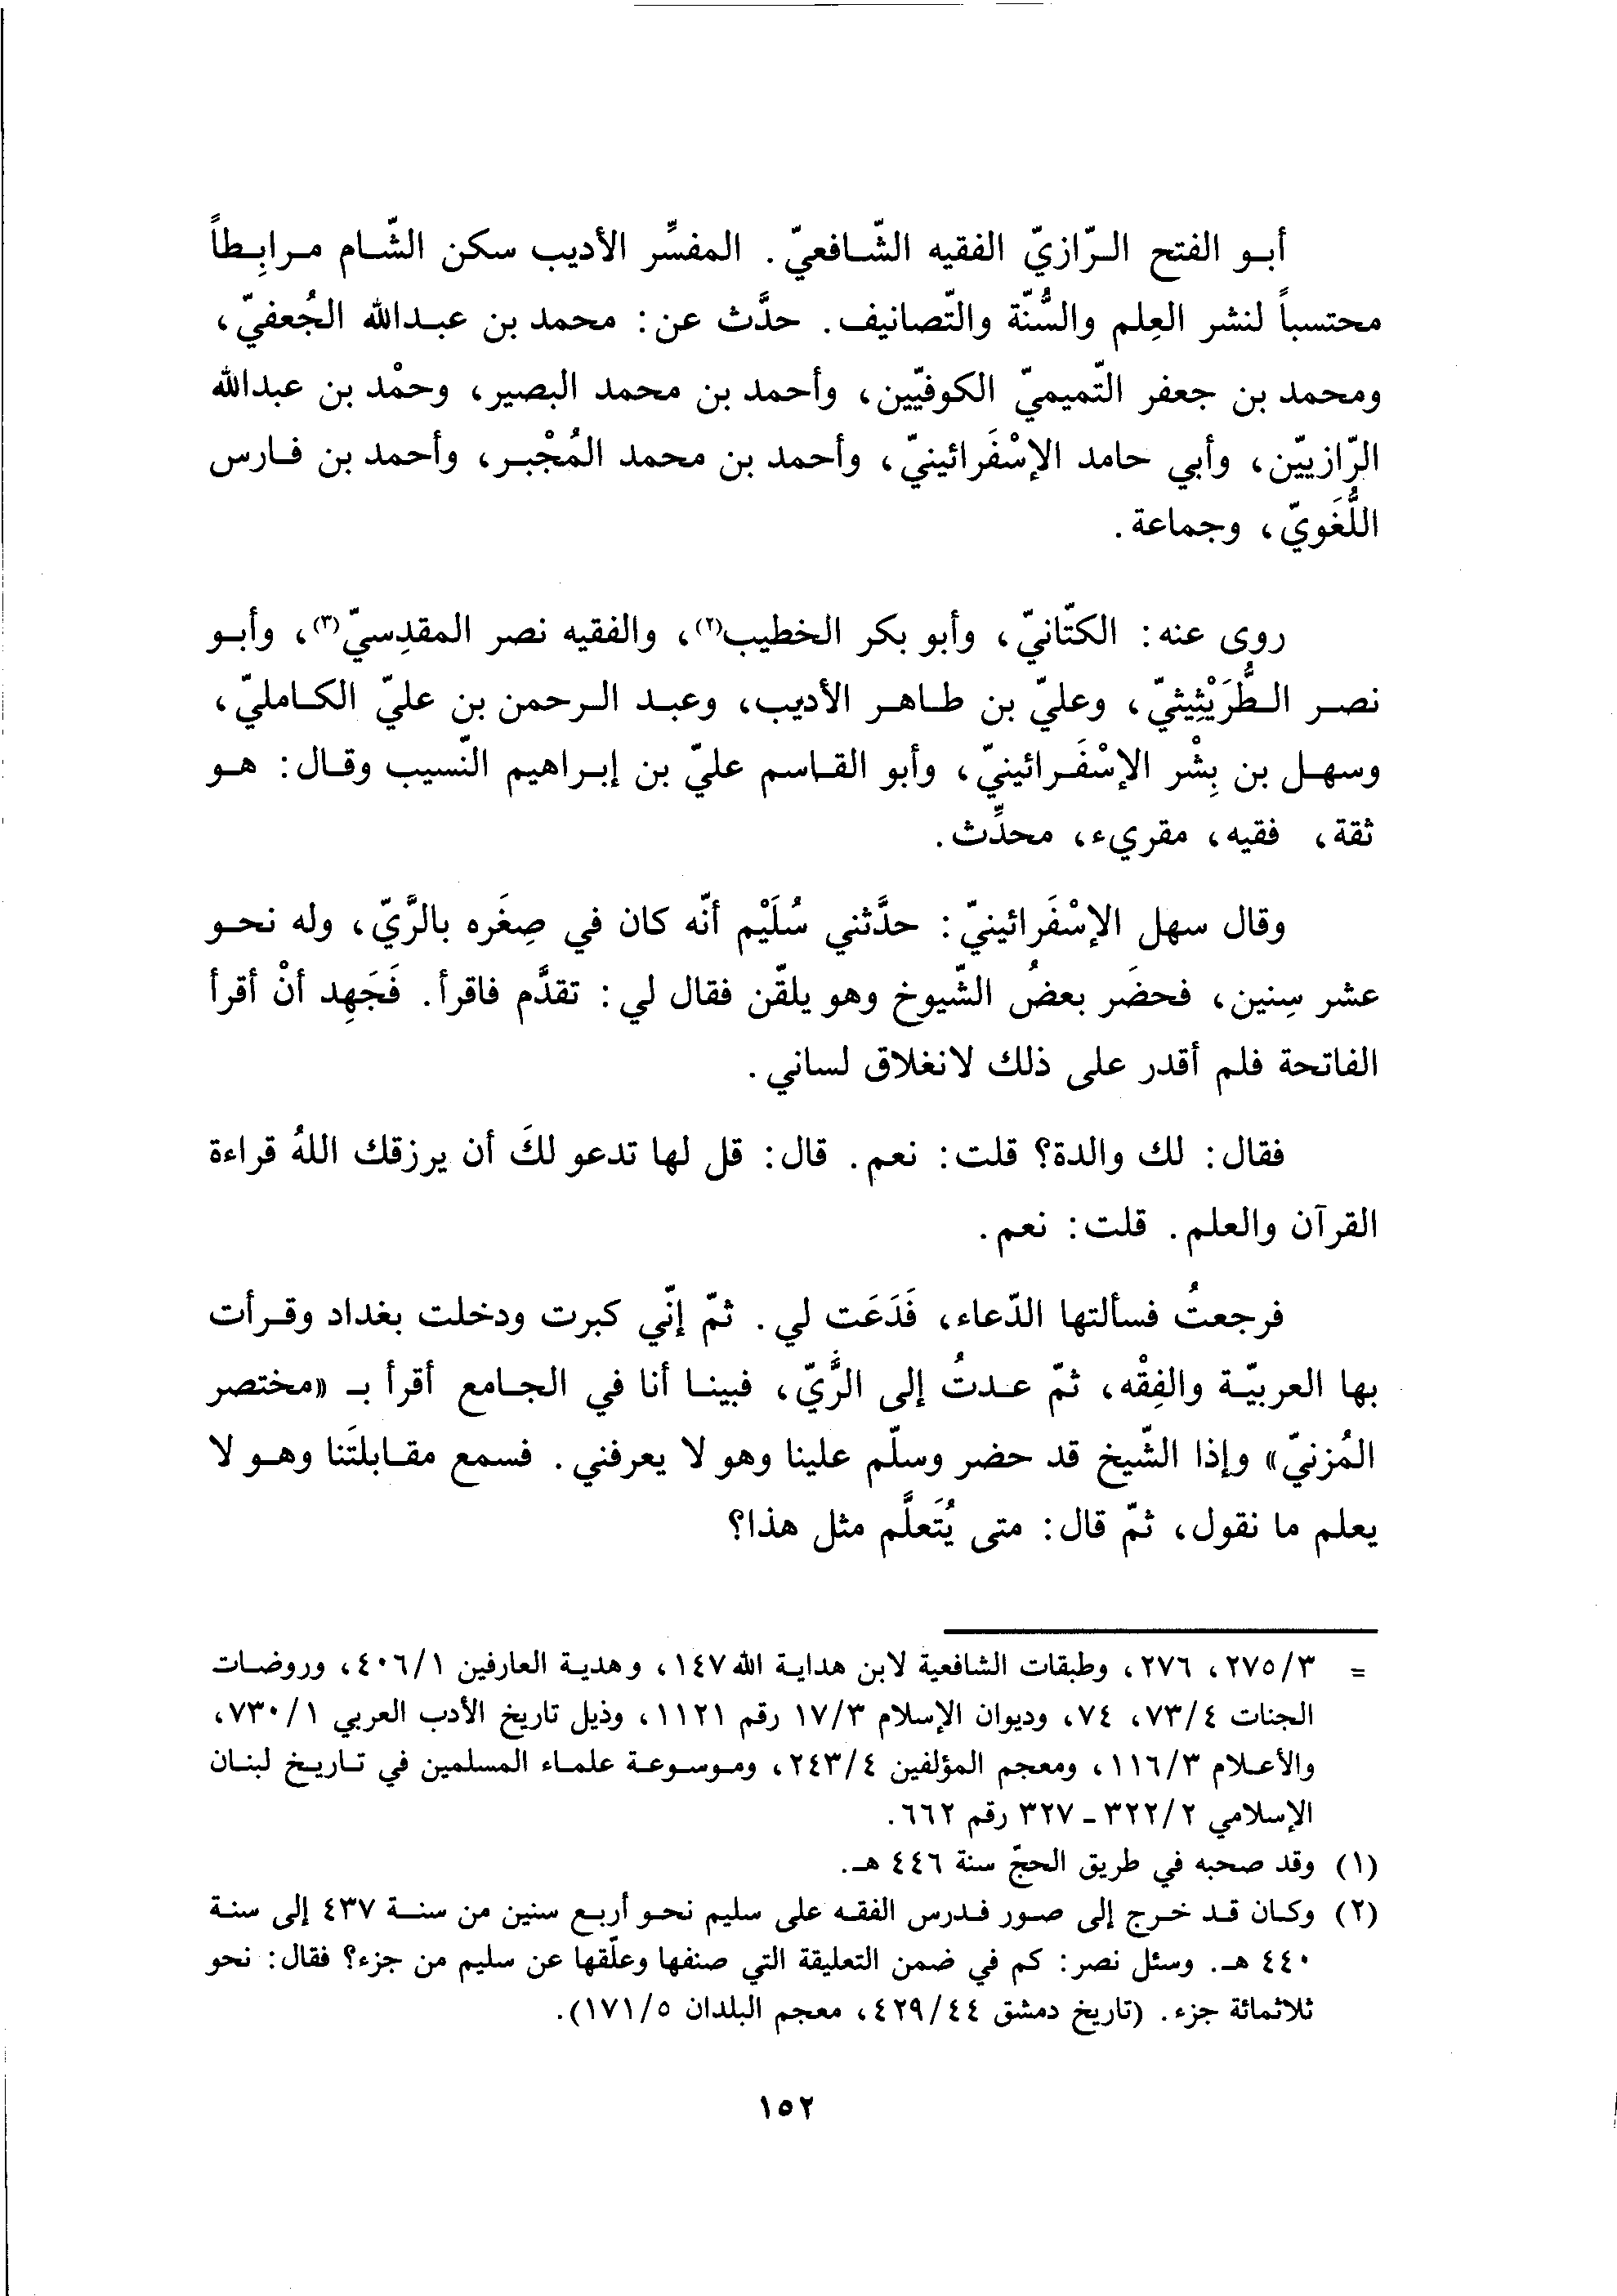 أبو الفتح الرّازيّ الفقيه الشّافعيّ. المفسِّر الأديب سكن الشّام مرابِطاً
محتسباً لنشر العِلم والسُّنّة والتّصانيف. حدَّث عن: محمد بن عبدالله الجُعفيّ،
ومحمد بن جعفر التّميميّ الكوفيّين، وأحمد بن محمد البصير، وحمْد بن عبدالله
الرّازييّن، وأبي حامد الإسْفَرائينيّ، وأحمد بن محمد المُجْبر، وأحمد بن فارس
اللُّغَويّ، وجماعة.
روى عنه: الكتّانيّ، وأبو بكر الخطيب(٢)، والفقيه نصر المقدِسيّ(٣)، وأبو
نصر الطُّرَيْثِيثيّ، وعليّ بن طاهر الأديب، وعبد الرحمن بن عليّ الكامليّ،
وسهل بن بِشْر الإسْفَرائينيّ، وأبو القاسم عليّ بن إبراهيم النّسيب وقال: هو
ثقة، فقيه، مقريء، محدِّث.
وقال سهل الإسْفَرائينيّ: حدَّثني سُلَيْم أنّه كان في صِغَره بالرَّيّ، وله نحو
عشر سِنين، فحضَر بعضُ الشّيوخ وهو يلقّن فقال لي: تقدَّم فاقرأ. فَجَهِد أنْ أقرأ
الفاتحة فلم أقدر على ذلك لانغلاق لساني.
فقال: لك والدة؟ قلت: نعم. قال: قل لها تدعو لكَ أن يرزقك اللهُ قراءة
القرآن والعلم. قلت: نعم.
فرجعتُ فسألتها الدّعاء، فَدَعَت لي. ثمّ إنّي كبرت ودخلت بغداد وقرأت
بها العربيّة والفِقْه، ثمّ عدتُ إلى الرَّيّ، فبينا أنا في الجامع أقرأ بـ «مختصر
المُزنيّ» وإذا الشّيخ قد حضر وسلّم علينا وهو لا يعرفني. فسمع مقابلتَنا وهو لا
يعلم ما نقول، ثمّ قال: متى يُتَعلَّم مثل هذا؟
= ٢٧٥/٣، ٢٧٦، وطبقات الشافعية لابن هداية الله ١٤٧، وهدية العارفين ٤٠٦/١، وروضات
الجنات ٧٣/٤، ٧٤، وديوان الإسلام ١٧/٣ رقم ١١٢١، وذيل تاريخ الأدب العربي ٧٣٠/١،
والأعلام ١١٦/٣، ومعجم المؤلفين ٢٤٣/٤، وموسوعة علماء المسلمين في تاريخ لبنان
الإسلامي ٣٢٢/٢ - ٣٢٧ رقم ٦٦٢.
(١) وقد صحبه في طريق الحجّ سنة ٤٤٦ هـ.
(٢) وكان قد خرج إلى صور فدرس الفقه على سليم نحو أربع سنين من سنة ٤٣٧ إلى سنة
٤٤٠ هـ. وسئل نصر: كم في ضمن التعليقة التي صنفها وعلّقها عن سليم من جزء؟ فقال: نحو
ثلاثمائة جزء. (تاريخ دمشق ٤٢٩/٤٤، معجم البلدان ١٧١/٥).
١٥٢